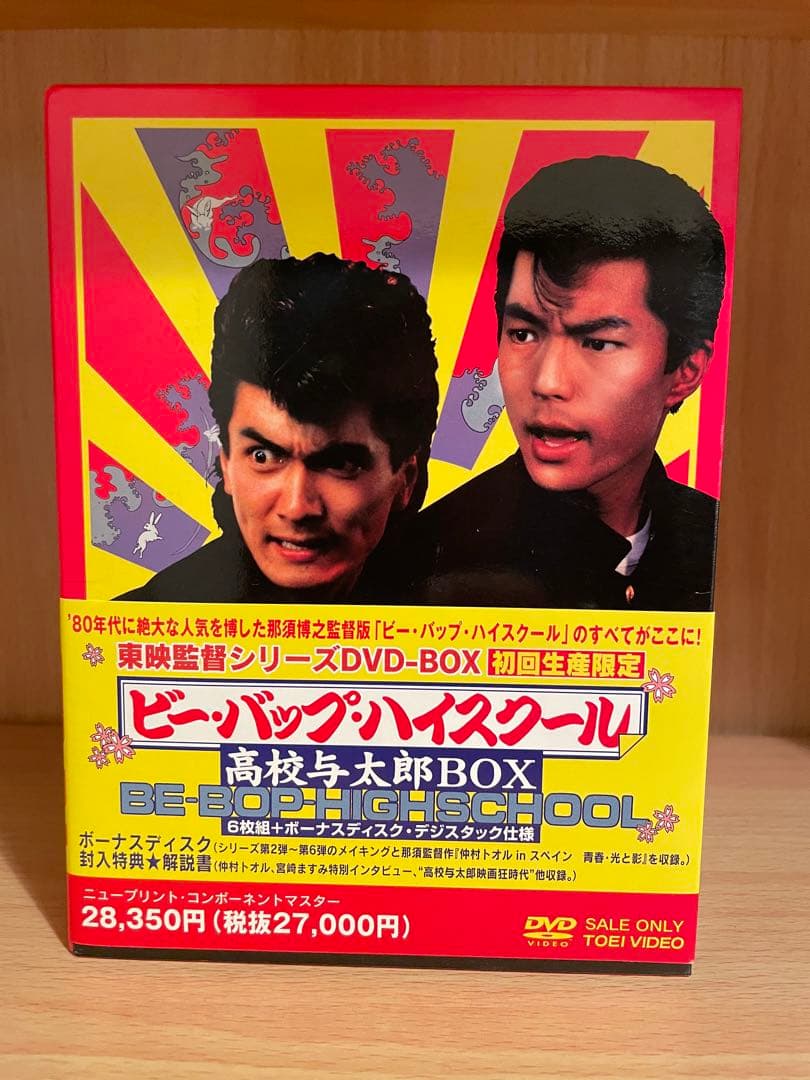 '80年代に絶大な人気を博した那須博之監督版「ビー・バップ・ハイスクール」のすべてがここに!
東映監督シリーズDVD-BOX 初回生産限定
ビー・バップ・ハイスクール
高校与太郎BOX
BE-BOP-HIGHSCHOOL
6枚組+ボーナスディスク・デジスタック仕様
ボーナスディスク(シリーズ第2弾~第6弾のメイキングと那須監督作『仲村トオル in スペイン 青春・光と影』を収録。)
封入特典★解説書(仲村トオル、宮崎ますみ特別インタビュー、"高校与太郎映画狂時代"他収録。)
ニュープリント・コンポーネントマスター
28,350円(税抜27,000円)
DVD VIDEO
SALE ONLY
TOEI VIDEO